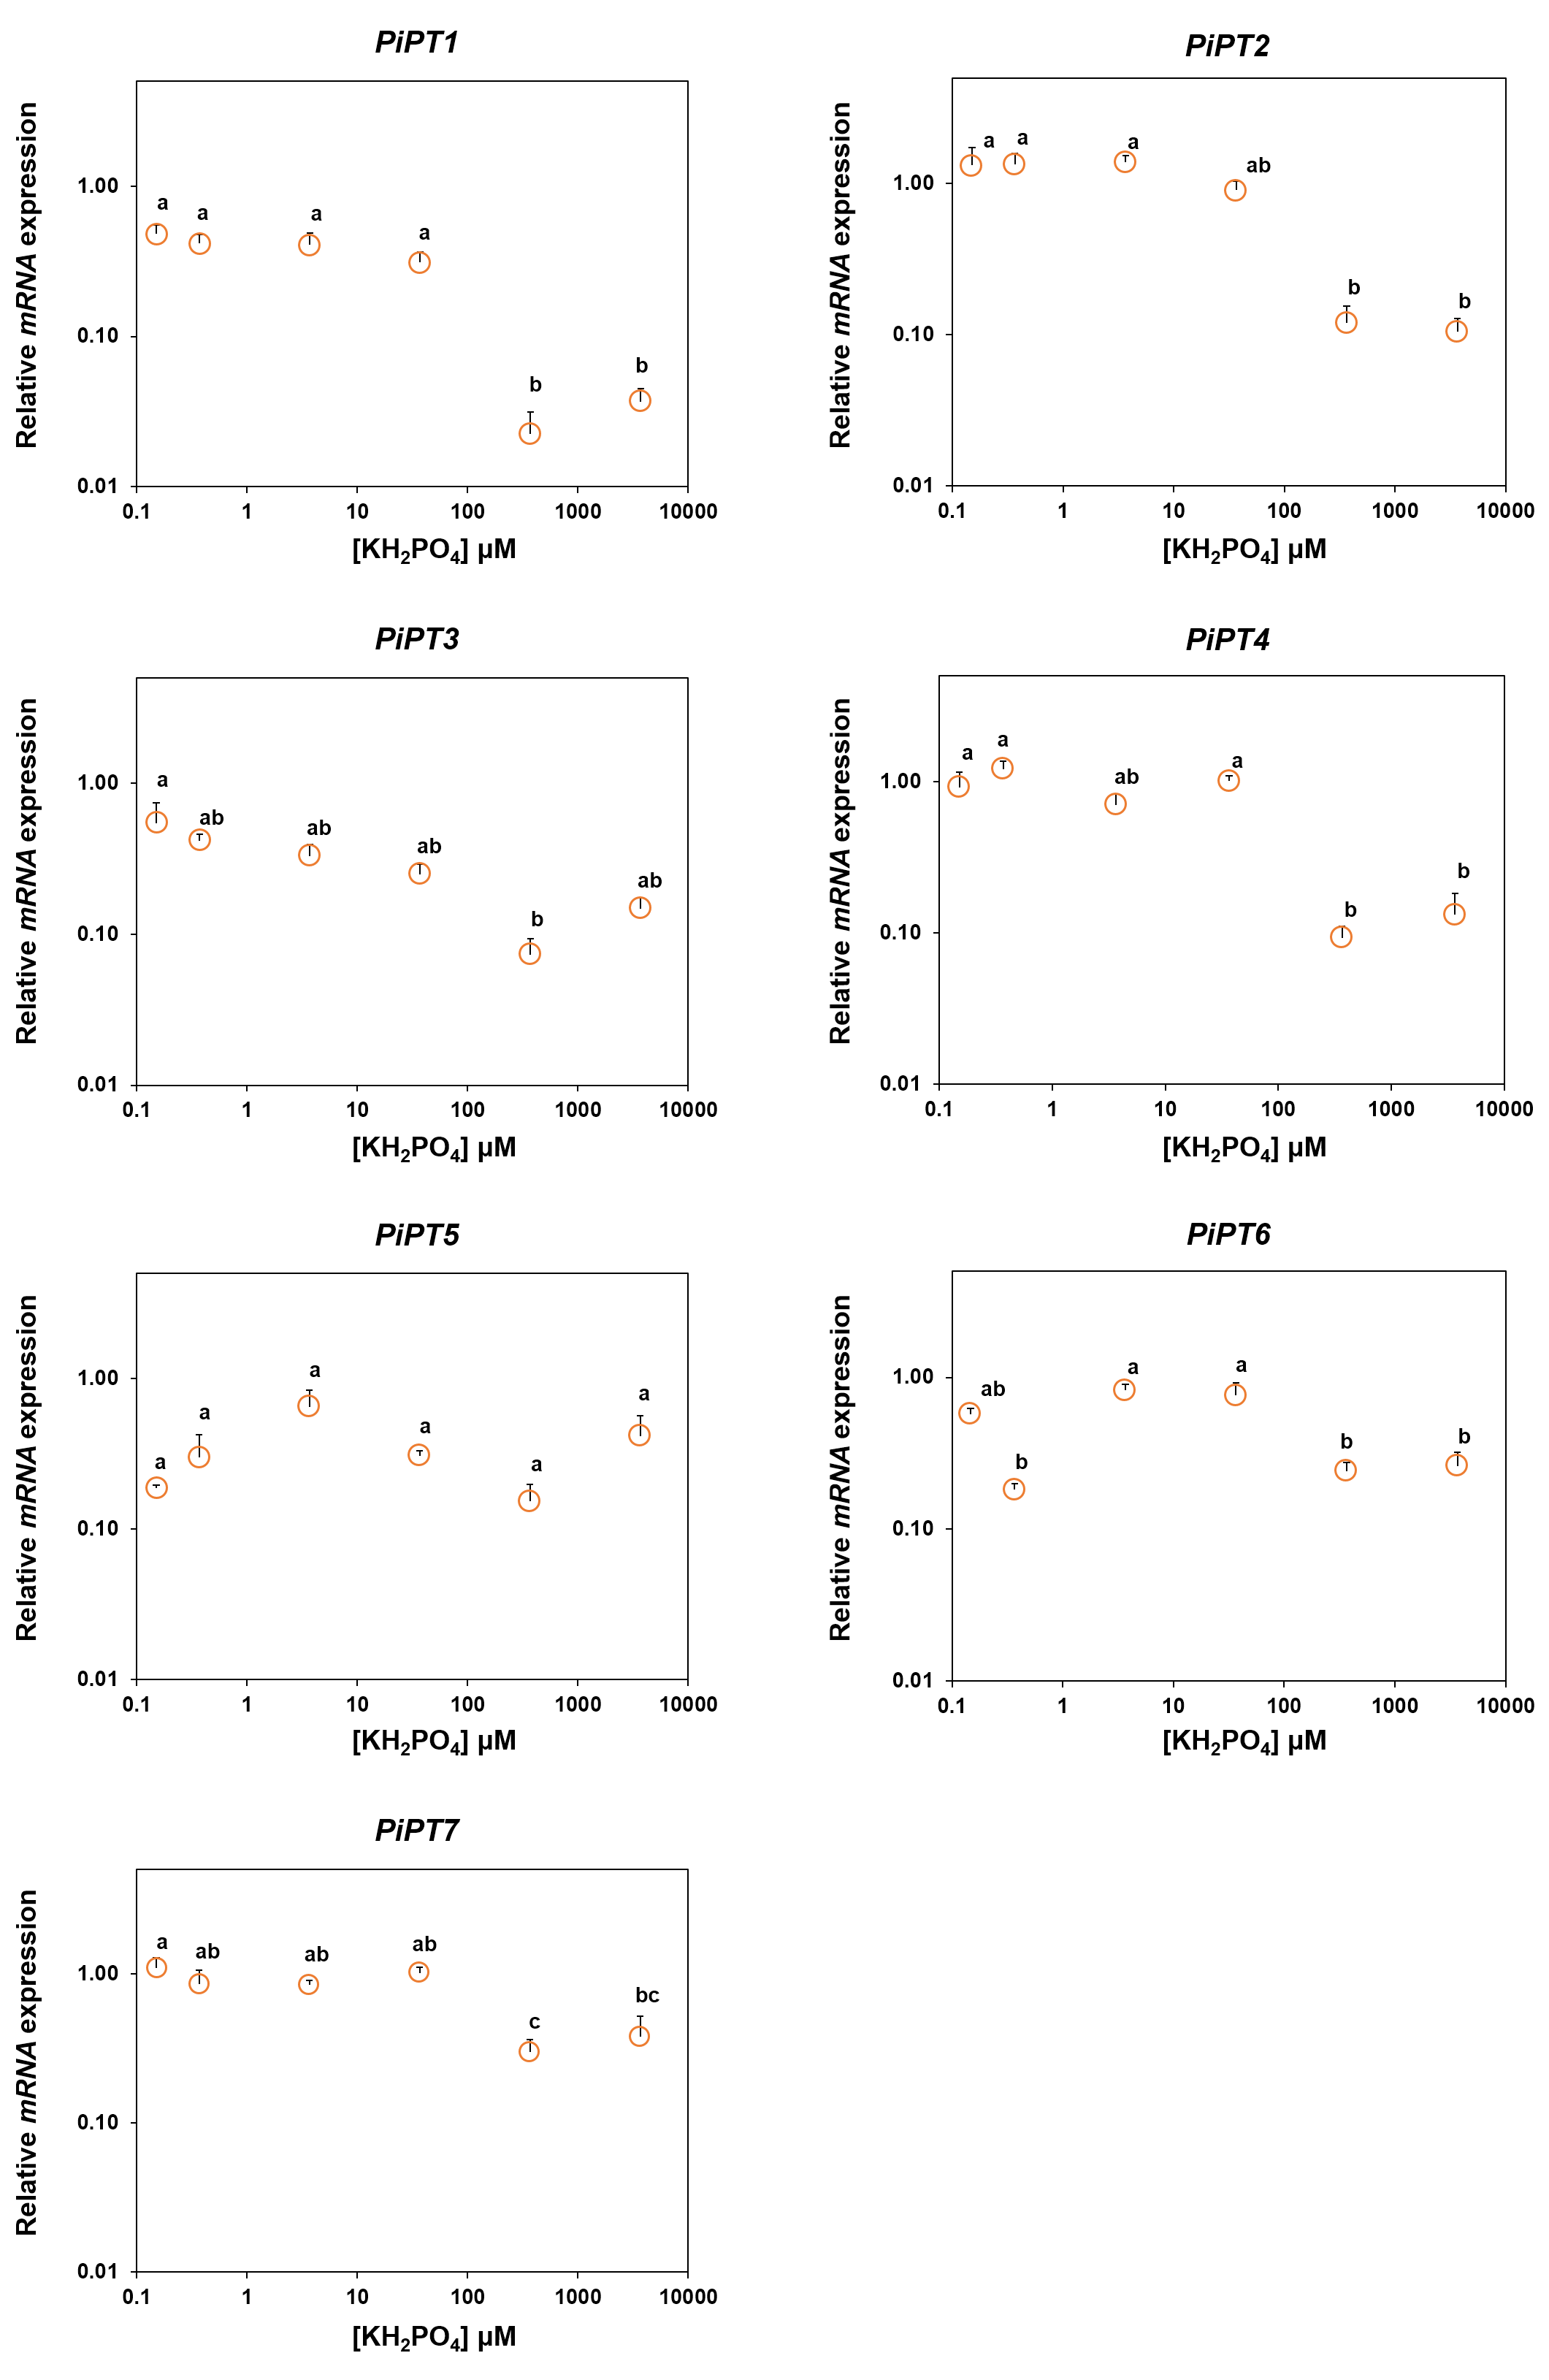 PiPT1
Relative mRNA expression
1.00
0.10
0.01
a
a
a
a
b
b
0.1 1 10 100 1000 10000
[KH₂PO₄] µM
PiPT2
Relative mRNA expression
1.00
0.10
0.01
a
a
a
ab
b
b
0.1 1 10 100 1000 10000
[KH₂PO₄] µM
PiPT3
Relative mRNA expression
1.00
0.10
0.01
a
ab
ab
ab
b
ab
0.1 1 10 100 1000 10000
[KH₂PO₄] µM
PiPT4
Relative mRNA expression
1.00
0.10
0.01
a
a
ab
a
b
b
0.1 1 10 100 1000 10000
[KH₂PO₄] µM
PiPT5
Relative mRNA expression
1.00
0.10
0.01
a
a
a
a
a
a
0.1 1 10 100 1000 10000
[KH₂PO₄] µM
PiPT6
Relative mRNA expression
1.00
0.10
0.01
ab
b
a
a
b
b
0.1 1 10 100 1000 10000
[KH₂PO₄] µM
PiPT7
Relative mRNA expression
1.00
0.10
0.01
a
ab
ab
ab
c
bc
0.1 1 10 100 1000 10000
[KH₂PO₄] µM